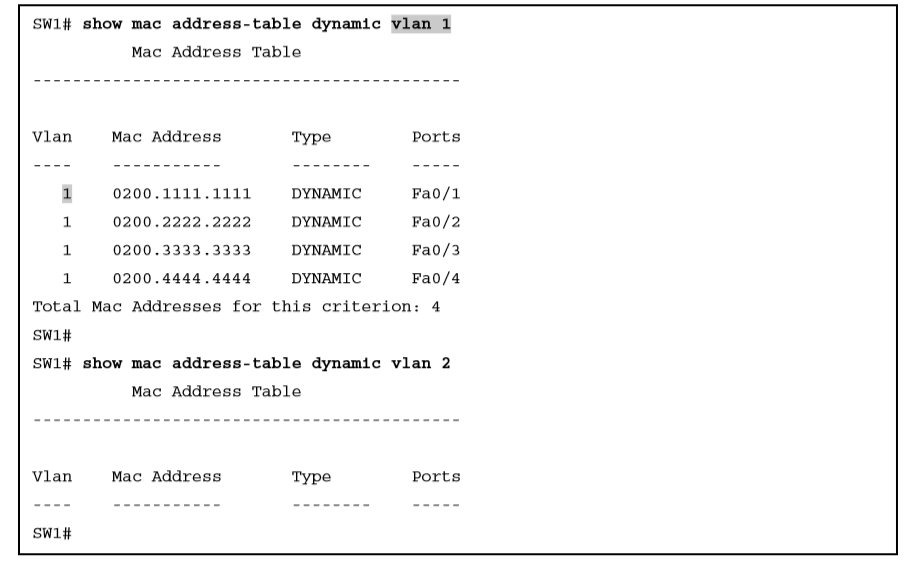 SW1# show mac address-table dynamic vlan 1
Mac Address Table
-------------------------------------------
Vlan Mac Address Type Ports
---- ----------- -------- -----
1 0200.1111.1111 DYNAMIC Fa0/1
1 0200.2222.2222 DYNAMIC Fa0/2
1 0200.3333.3333 DYNAMIC Fa0/3
1 0200.4444.4444 DYNAMIC Fa0/4
Total Mac Addresses for this criterion: 4
SW1#
SW1# show mac address-table dynamic vlan 2
Mac Address Table
-------------------------------------------
Vlan Mac Address Type Ports
---- ----------- -------- -----
SW1#